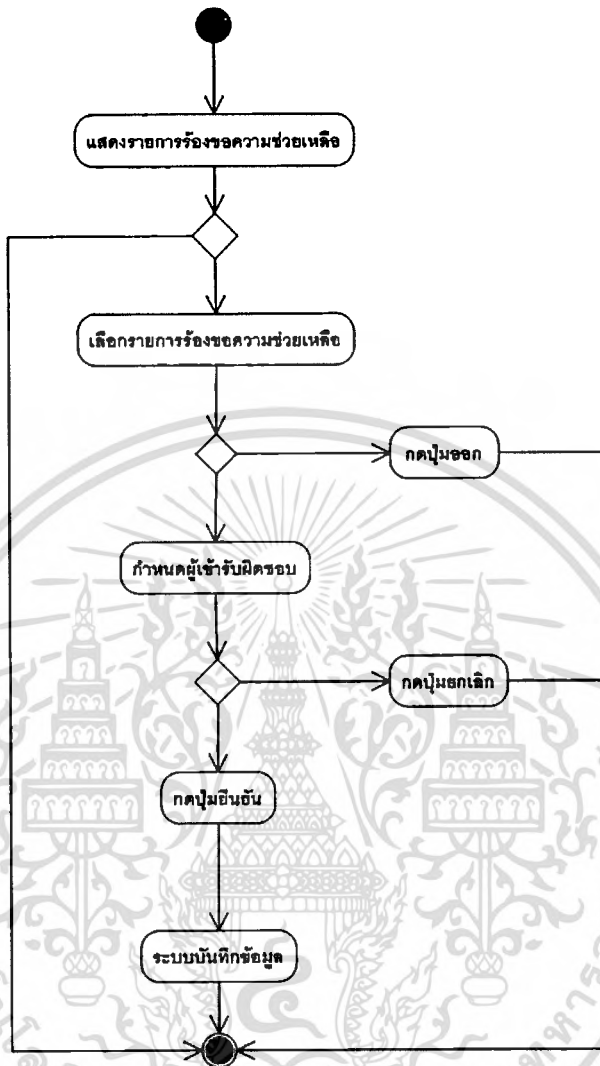 แสดงรายการร้องขอความช่วยเหลือ
เลือกรายการร้องขอความช่วยเหลือ
กดปุ่มออก
กำหนดผู้เข้ารับผิดชอบ
กดปุ่มยกเลิก
กดปุ่มยืนยัน
ระบบบันทึกข้อมูล